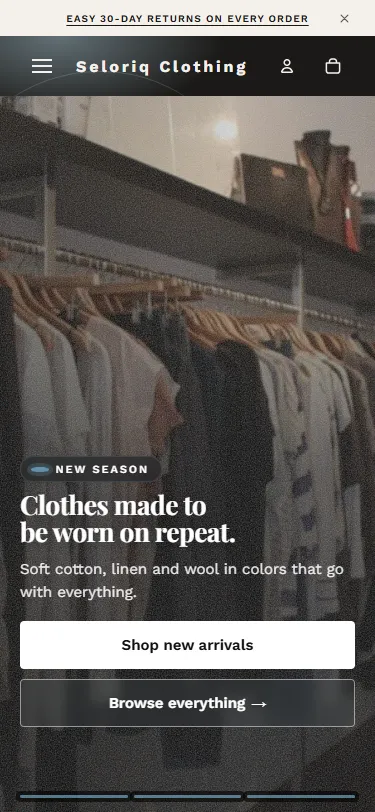 EASY 30-DAY RETURNS ON EVERY ORDER
Seloriq Clothing
NEW SEASON
Clothes made to
be worn on repeat.
Soft cotton, linen and wool in colors that go
with everything.
Shop new arrivals
Browse everything →